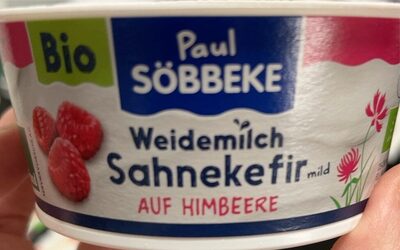 Bio
Paul
SÖBBEKE
Weidemilch
Sahnekefir mild
AUF HIMBEERE